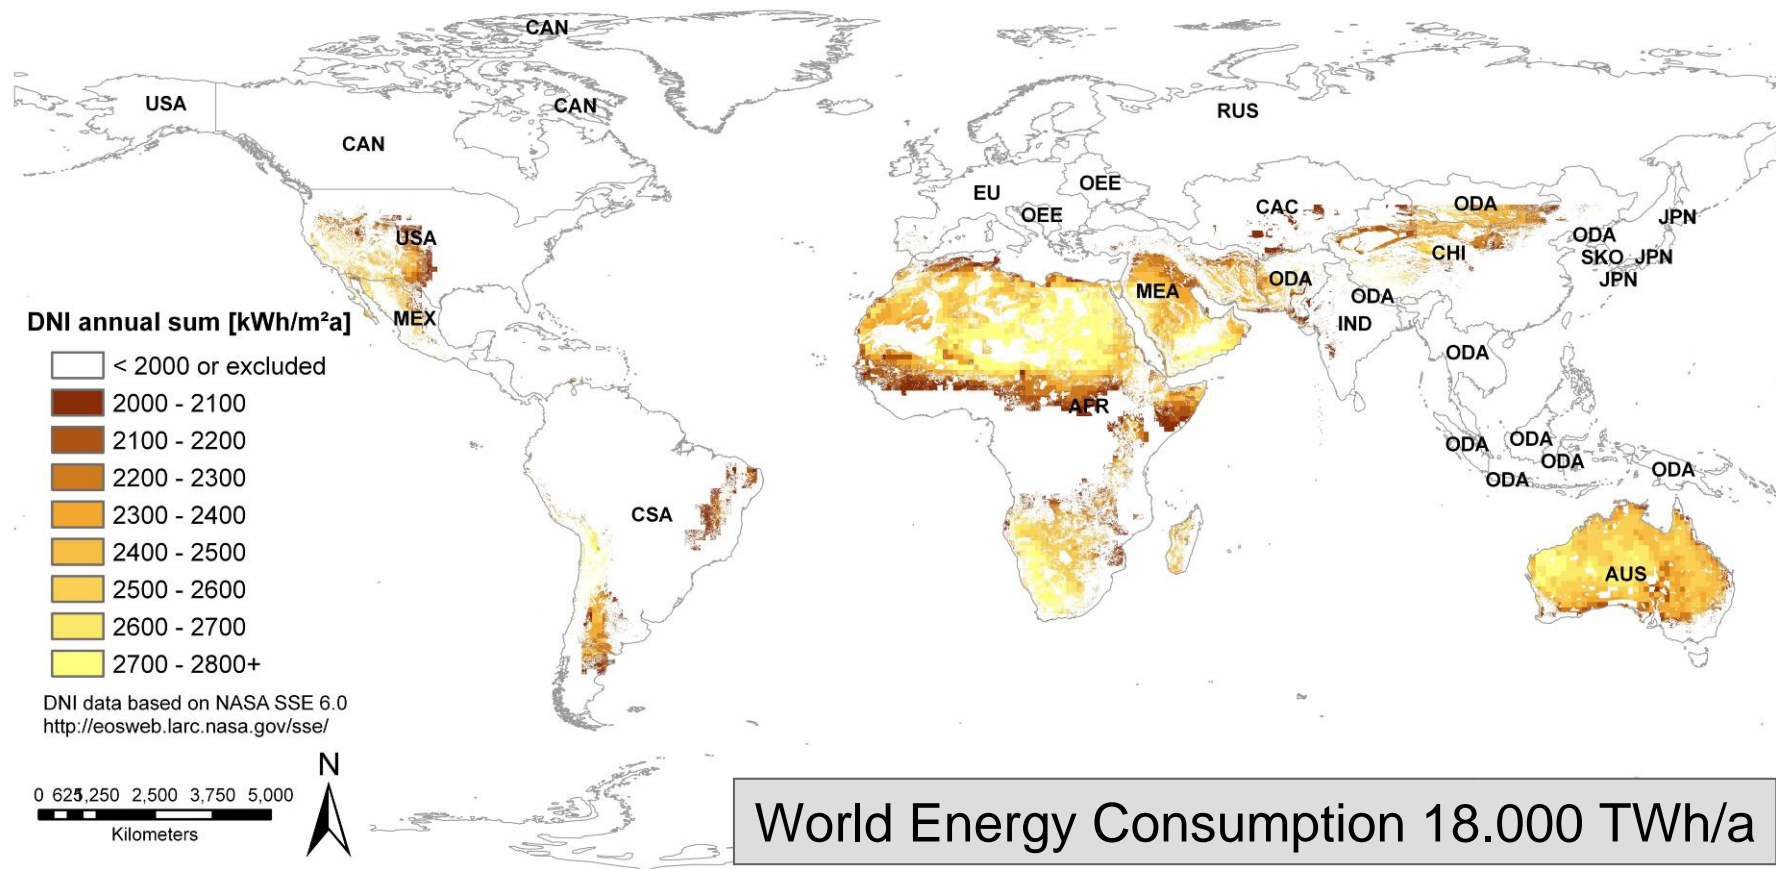 CAN
USA
CAN
CAN
RUS
EU
OEE
OEE
CAC
ODA
JPN
USA
ODA
CHI
SKO
JPN
JPN
MEA
ODA
ODA
MEX
IND
DNI annual sum [kWh/m²a]
< 2000 or excluded
2000 - 2100
2100 - 2200
2200 - 2300
2300 - 2400
2400 - 2500
2500 - 2600
2600 - 2700
2700 - 2800+
ODA
AFR
ODA
ODA
ODA
ODA
ODA
CSA
AUS
DNI data based on NASA SSE 6.0
http://eosweb.larc.nasa.gov/sse/
N
0 625 1,250 2,500 3,750 5,000
Kilometers
World Energy Consumption 18.000 TWh/a